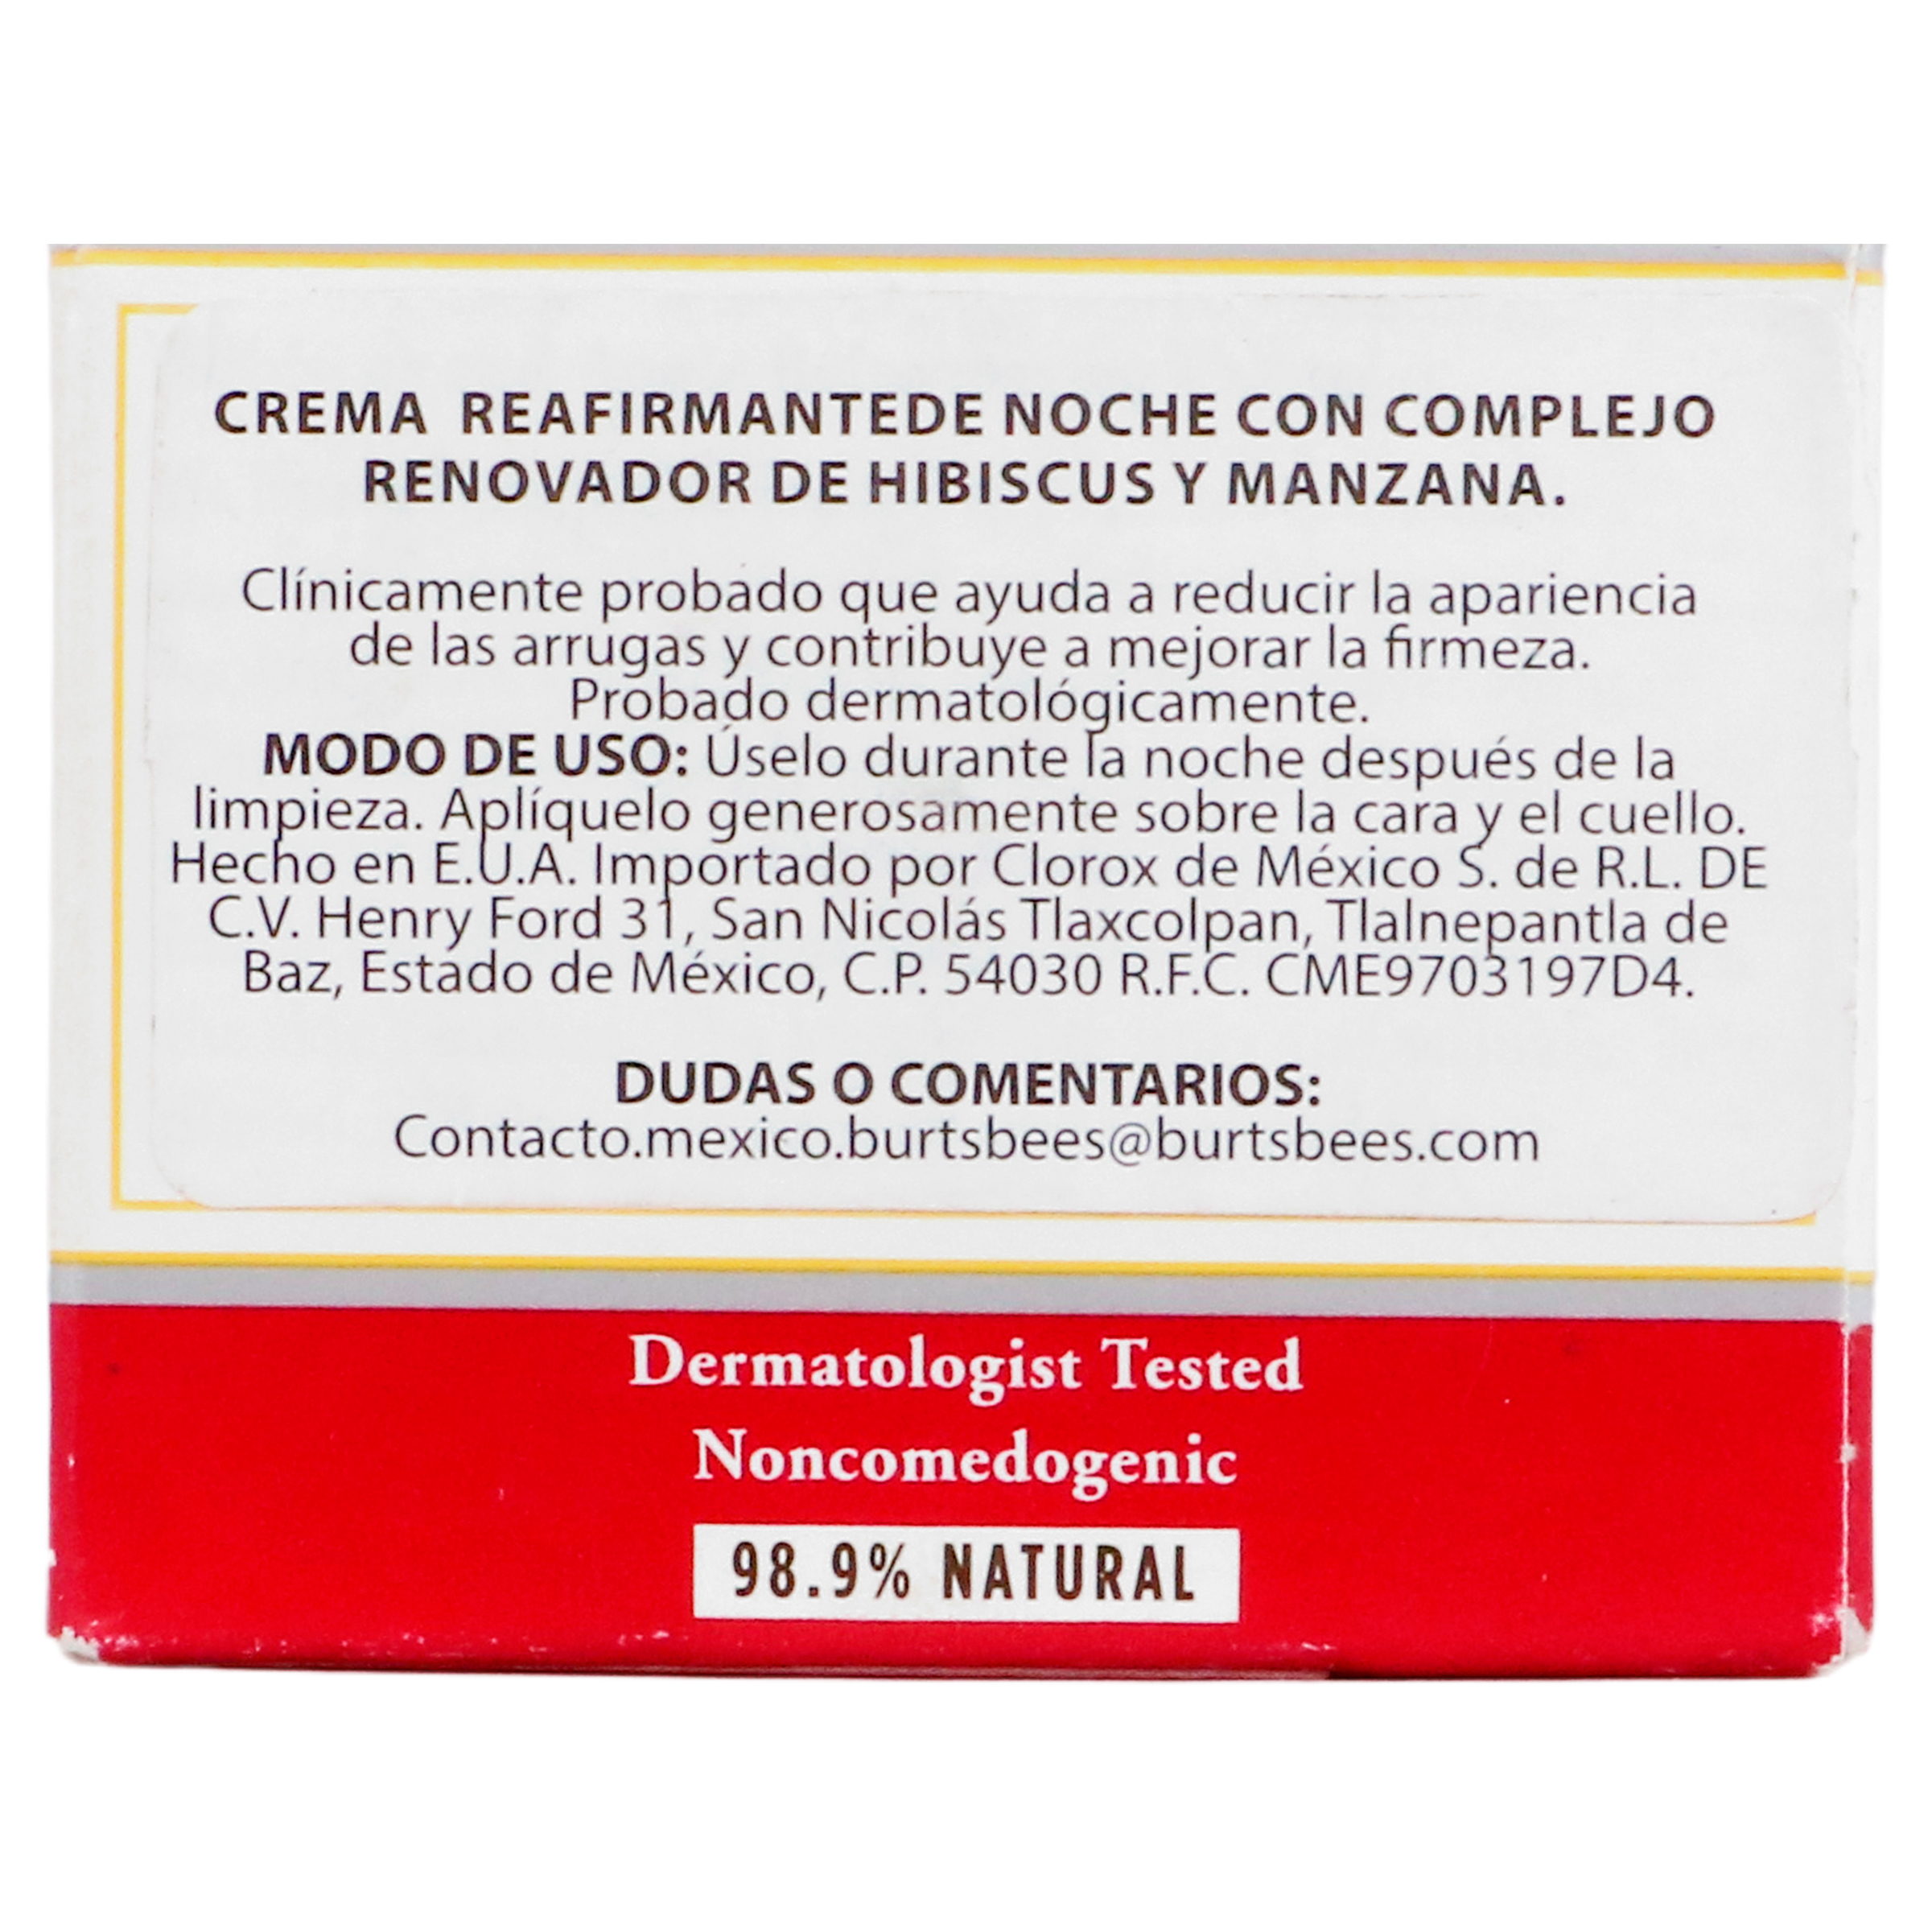 CREMA REAFIRMANTEDE NOCHE CON COMPLEJO
RENOVADOR DE HIBISCUS Y MANZANA.
Clínicamente probado que ayuda a reducir la apariencia
de las arrugas y contribuye a mejorar la firmeza.
Probado dermatológicamente.
MODO DE USO: Úselo durante la noche después de la
limpieza. Aplíquelo generosamente sobre la cara y el cuello.
Hecho en E.U.A. Importado por Clorox de México S. de R.L. DE
C.V. Henry Ford 31, San Nicolás Tlaxcolpan, Tlalnepantla de
Baz, Estado de México, C.P. 54030 R.F.C. CME9703197D4.
DUDAS O COMENTARIOS:
Contacto.mexico.burtsbees@burtsbees.com
Dermatologist Tested
Noncomedogenic
98.9% NATURAL